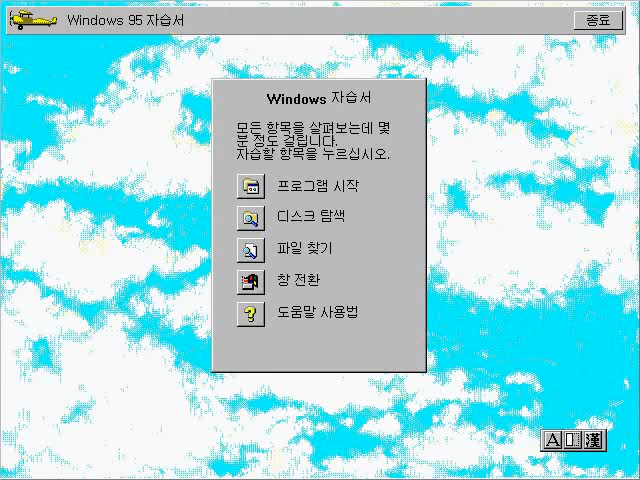 Windows 95 자습서
종료
Windows 자습서
모든 항목을 살펴보는데 몇
분 정도 걸립니다.
자습할 항목을 누르십시오.
프로그램 시작
디스크 탐색
파일 찾기
창 전환
? 도움말 사용법
A 漢